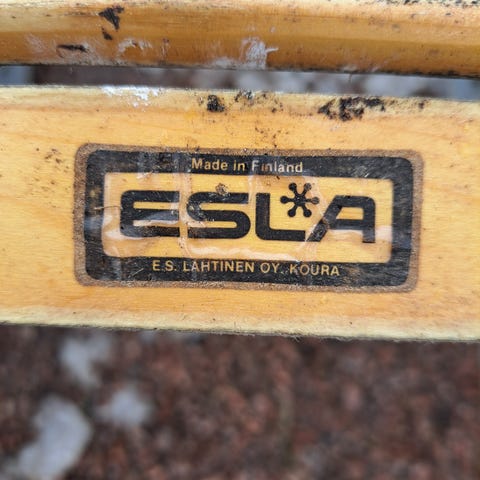 Made in Finland
ESLA
E.S. LAHTINEN OY. KOURA